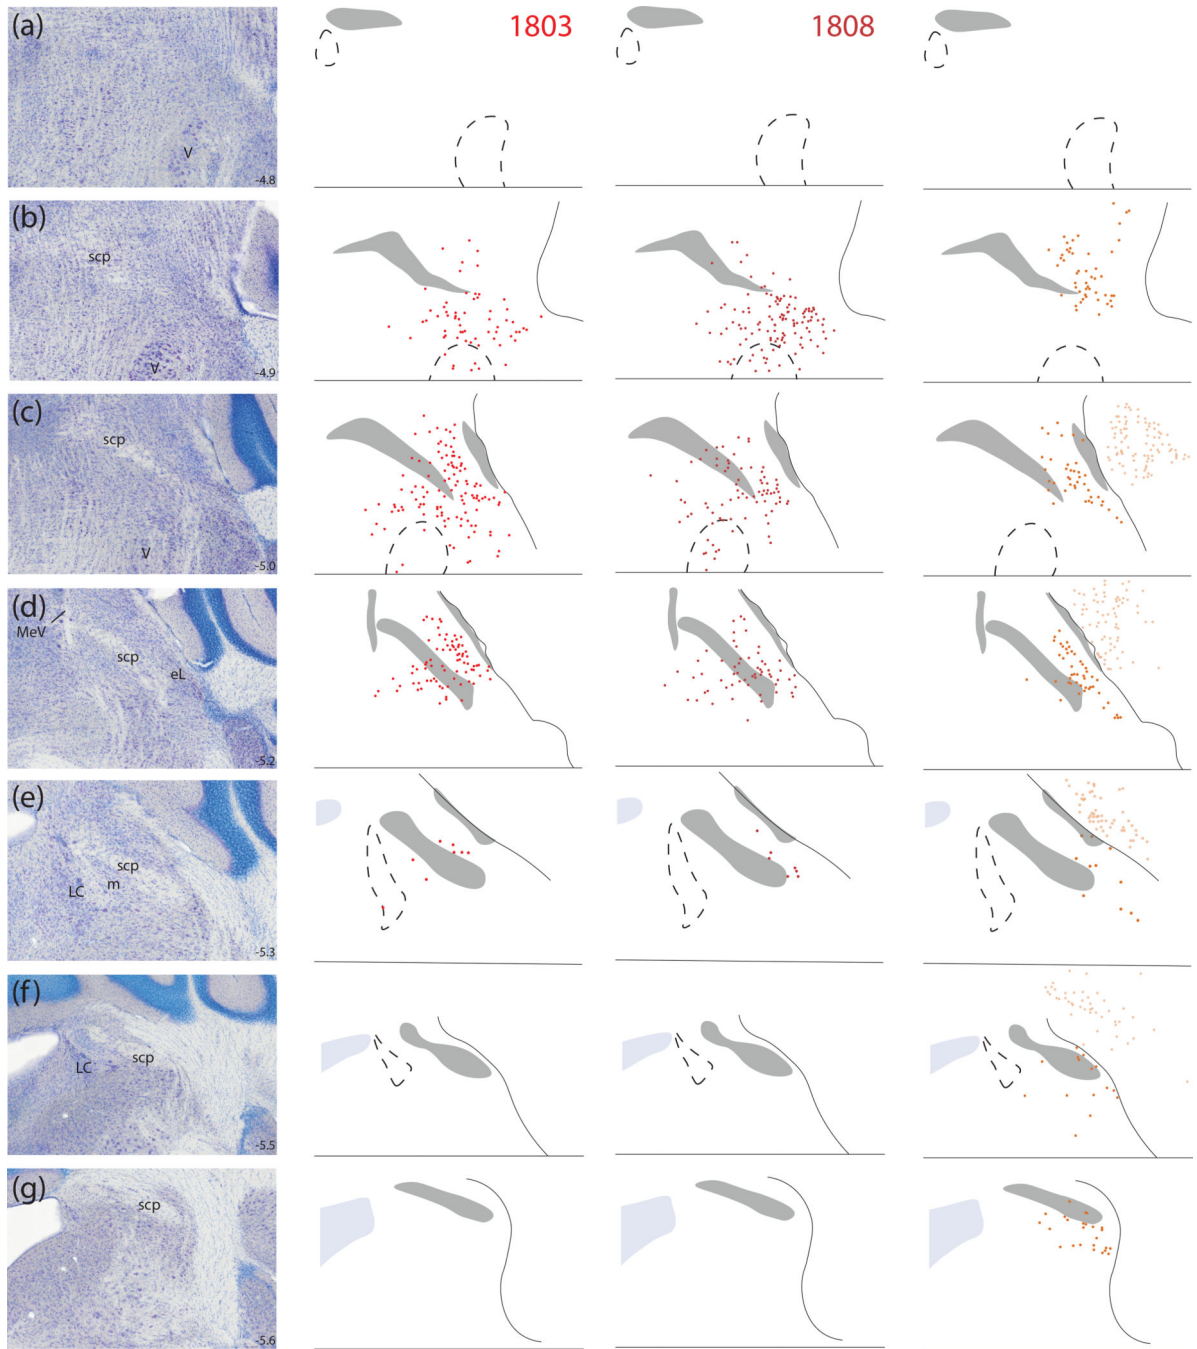 (a)
1803
1808
V
-4.8
(b)
scp
V
-4.9
(c)
scp
V
-5.0
(d)
MeV
scp
eL
-5.2
(e)
scp
LC
m
-5.3
(f)
scp
LC
-5.5
(g)
scp
-5.6